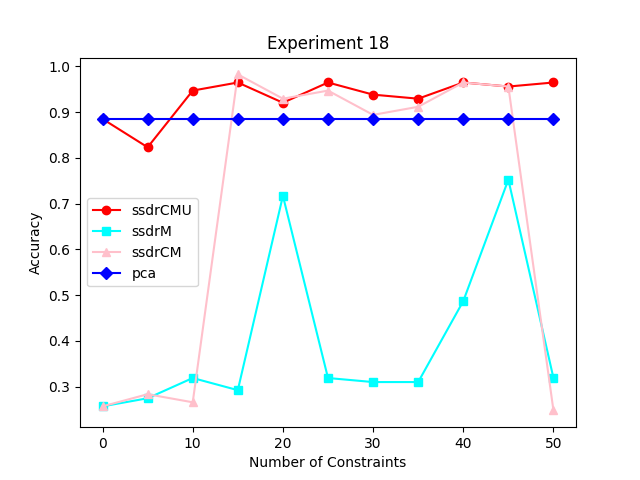 Experiment 18
1.0
0.9
0.8
0.7
0.6
0.5
0.4
0.3
Accuracy
ssdrCMU
ssdrM
ssdrCM
pca
0 10 20 30 40 50
Number of Constraints